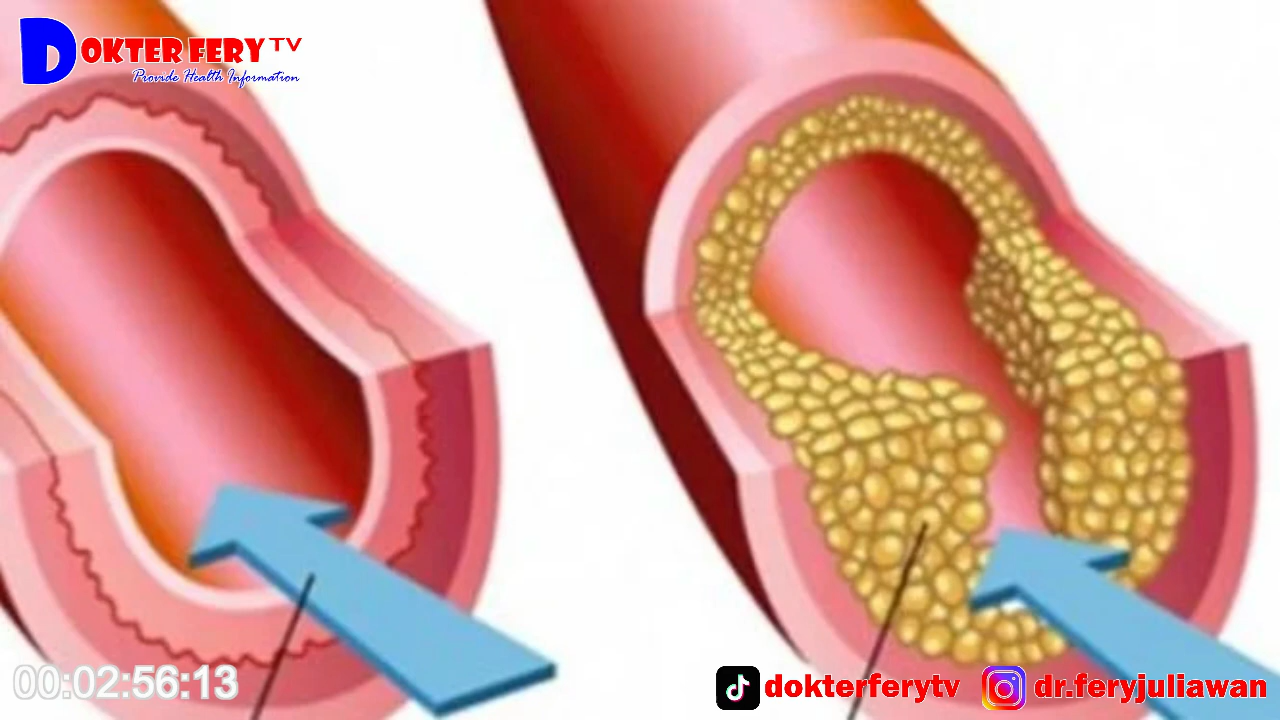 DOKTER FERY TV
Provide Health Information
00:02:56:13
dokterferytv
dr.feryjuliawan